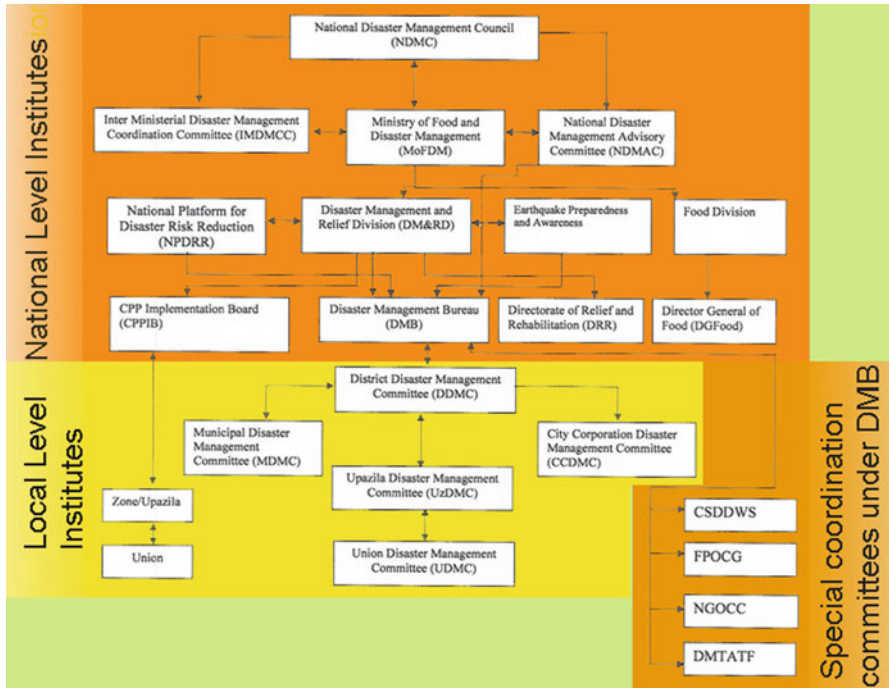 National Level Institutesion
National Disaster Management Council
(NDMC)
Inter Ministerial Disaster Management
Coordination Committee (IMDMCC)
Ministry of Food and
Disaster Management
(MoFDM)
National Disaster
Management Advisory
Committee (NDMAC)
National Platform for
Disaster Risk Reduction
(NPDRR)
Disaster Management and
Relief Division (DM&RD)
Earthquake Preparedness
and Awareness
Food Division
CPP Implementation Board
(CPPIB)
Disaster Management Bureau
(DMB)
Directorate of Relief and
Rehabilitation (DRR)
Director General of
Food (DGFood)
Local Level
Institutes
District Disaster Management
Committee (DDMC)
Municipal Disaster
Management
Committee (MDMC)
City Corporation Disaster
Management Committee
(CCDMC)
Upazila Disaster Management
Committee (UzDMC)
Zone/Upazila
Union
Union Disaster Management
Committee (UDMC)
Special coordination
committees under DMB
CSDDWS
FPOCG
NGOCC
DMTATF